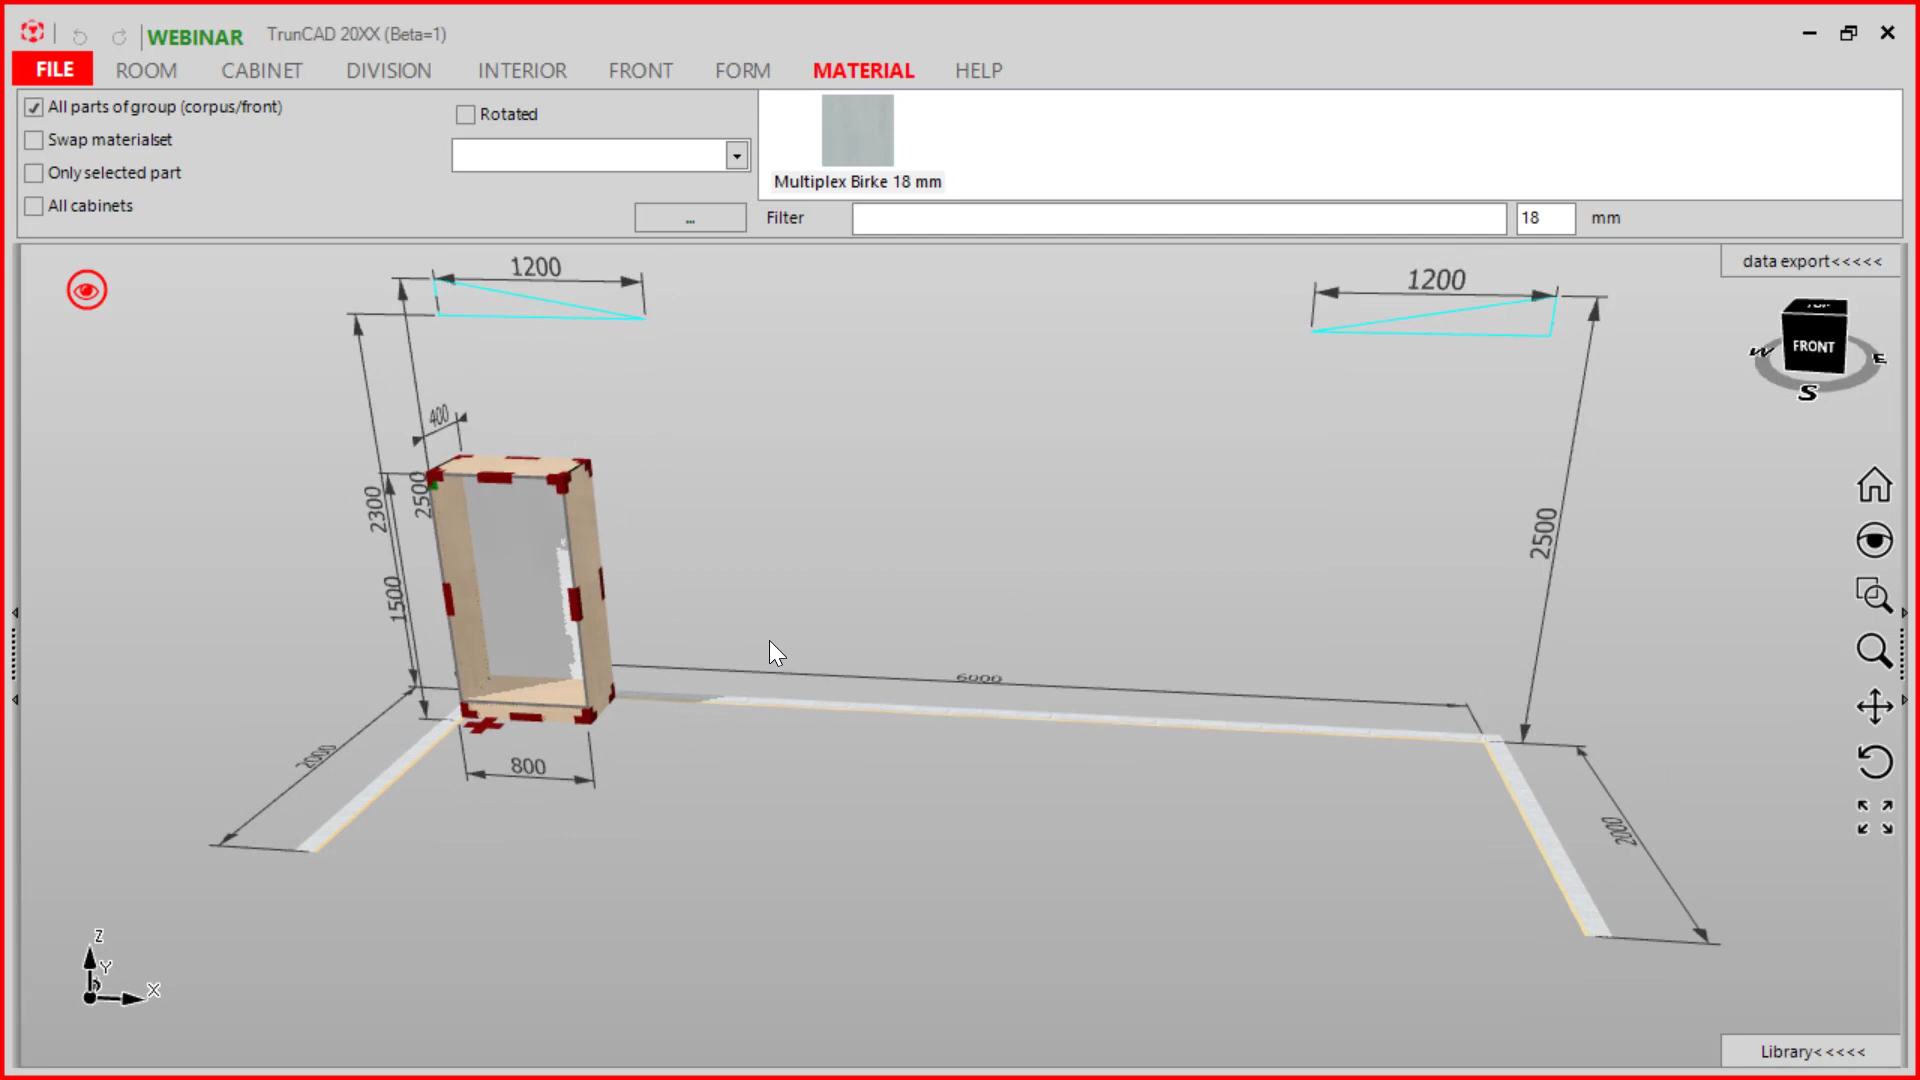 WEBINAR TrunCAD 20XX (Beta=1)
FILE ROOM CABINET DIVISION INTERIOR FRONT FORM MATERIAL HELP
All parts of group (corpus/front)
Swap materialset
Only selected part
All cabinets
Rotated
...
Multiplex Birke 18 mm
Filter 18 mm
data export<<<<<
1200
1200
TOP
FRONT
W
E
S
400
2300
2500
1500
2500
6000
2000
800
2000
Z
Y
X
Library<<<<<